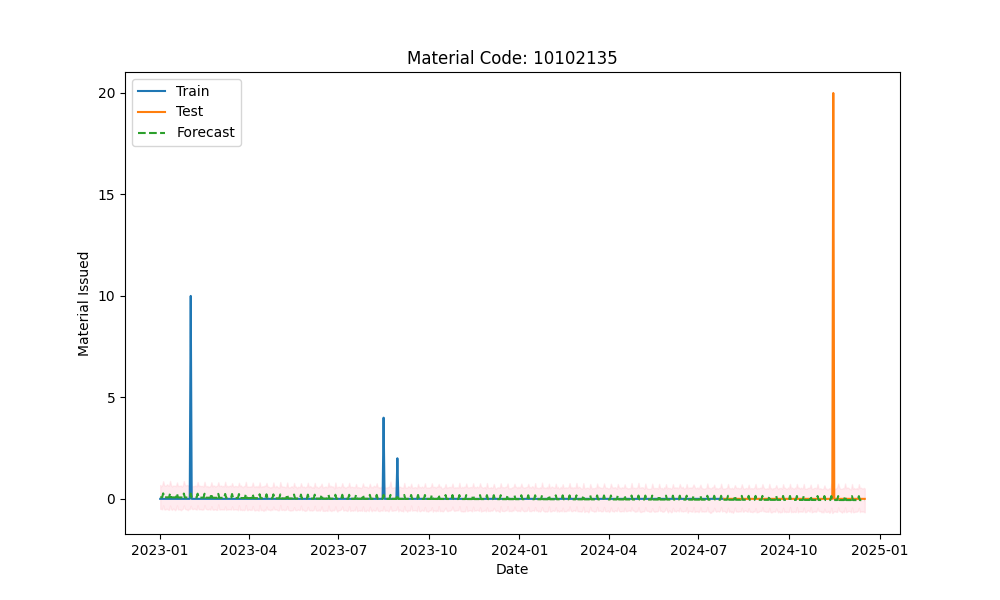 Material Code: 10102135
Train
Test
Forecast
20
15
10
5
0
Material Issued
2023-01 2023-04 2023-07 2023-10 2024-01 2024-04 2024-07 2024-10 2025-01
Date